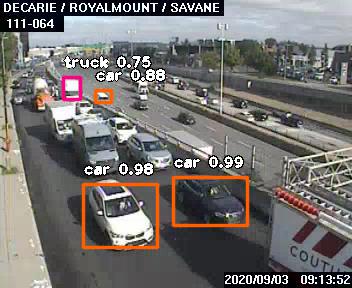 DECARIE / ROYALMOUNT / SAVANE
111-064
truck 0.75
car 0.88
car 0.98
car 0.99
COUTU
2020/09/03 09:13:52